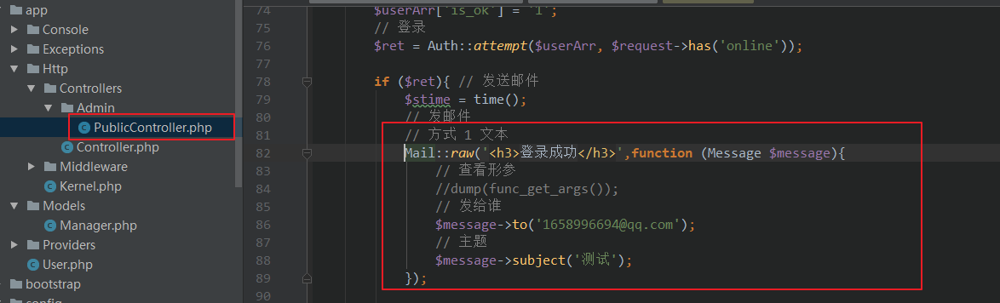 app
Console
Exceptions
Http
Controllers
Admin
PublicController.php
Controller.php
Middleware
Kernel.php
Models
Manager.php
Providers
User.php
bootstrap
config
74 $userArr['is_ok'] = '1';
75 // 登录
76 $ret = Auth::attempt($userArr, $request->has('online'));
77
78 if ($ret){ // 发送邮件
79 $stime = time();
80 // 发邮件
81 // 方式 1 文本
82 Mail::raw('<h3>登录成功</h3>',function (Message $message){
83 // 查看形参
84 //dump(func_get_args());
85 // 发给谁
86 $message->to('1658996694@qq.com');
87 // 主题
88 $message->subject('测试');
89 });
90